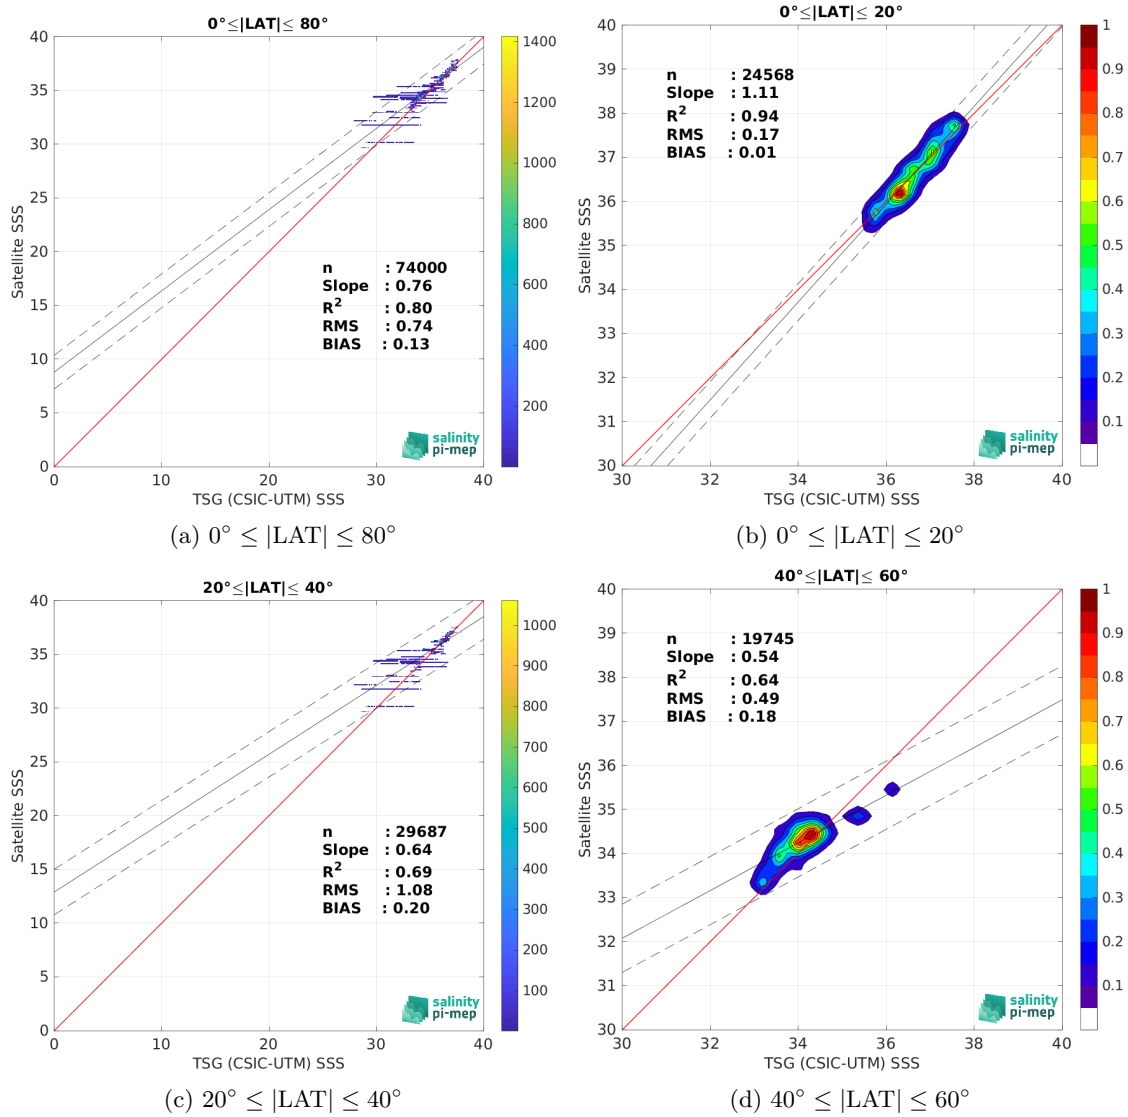 0°≤|LAT|≤ 80°
40
35
30
25
20
15
10
5
0
Satellite SSS
n : 74000
Slope : 0.76
R² : 0.80
RMS : 0.74
BIAS : 0.13
salinity
pi-mep
0 10 20 30 40
TSG (CSIC-UTM) SSS
1400
1200
1000
800
600
400
200
(a) 0° ≤ |LAT| ≤ 80°
0°≤|LAT|≤ 20°
40
39
38
37
36
35
34
33
32
31
30
Satellite SSS
n : 24568
Slope : 1.11
R² : 0.94
RMS : 0.17
BIAS : 0.01
salinity
pi-mep
30 32 34 36 38 40
TSG (CSIC-UTM) SSS
1
0.9
0.8
0.7
0.6
0.5
0.4
0.3
0.2
0.1
(b) 0° ≤ |LAT| ≤ 20°
20°≤|LAT|≤ 40°
40
35
30
25
20
15
10
5
0
Satellite SSS
n : 29687
Slope : 0.64
R² : 0.69
RMS : 1.08
BIAS : 0.20
salinity
pi-mep
0 10 20 30 40
TSG (CSIC-UTM) SSS
1000
900
800
700
600
500
400
300
200
100
(c) 20° ≤ |LAT| ≤ 40°
40°≤|LAT|≤ 60°
40
39
38
37
36
35
34
33
32
31
30
Satellite SSS
n : 19745
Slope : 0.54
R² : 0.64
RMS : 0.49
BIAS : 0.18
salinity
pi-mep
30 32 34 36 38 40
TSG (CSIC-UTM) SSS
1
0.9
0.8
0.7
0.6
0.5
0.4
0.3
0.2
0.1
(d) 40° ≤ |LAT| ≤ 60°